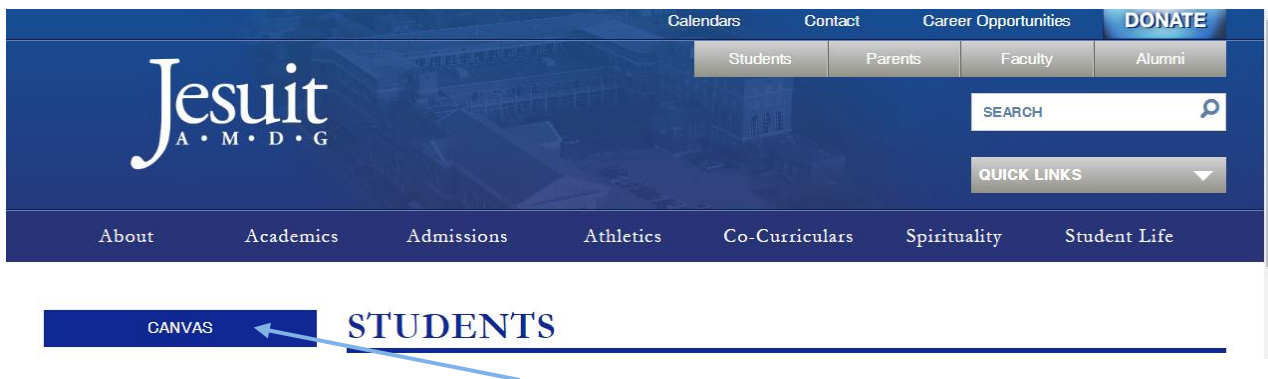 Calendars Contact Career Opportunities DONATE
Students Parents Faculty Alumni
Jesuit
A • M • D • G
SEARCH
QUICK LINKS
About Academics Admissions Athletics Co-Curriculars Spirituality Student Life
CANVAS
STUDENTS